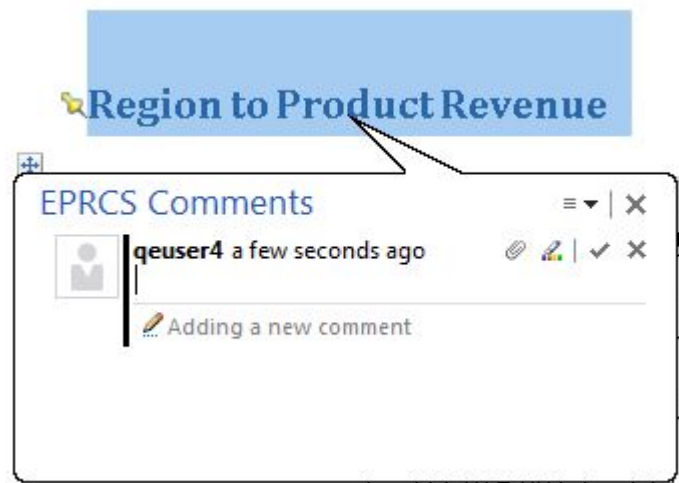 Region to Product Revenue
EPRCS Comments
qeuser4 a few seconds ago
Adding a new comment